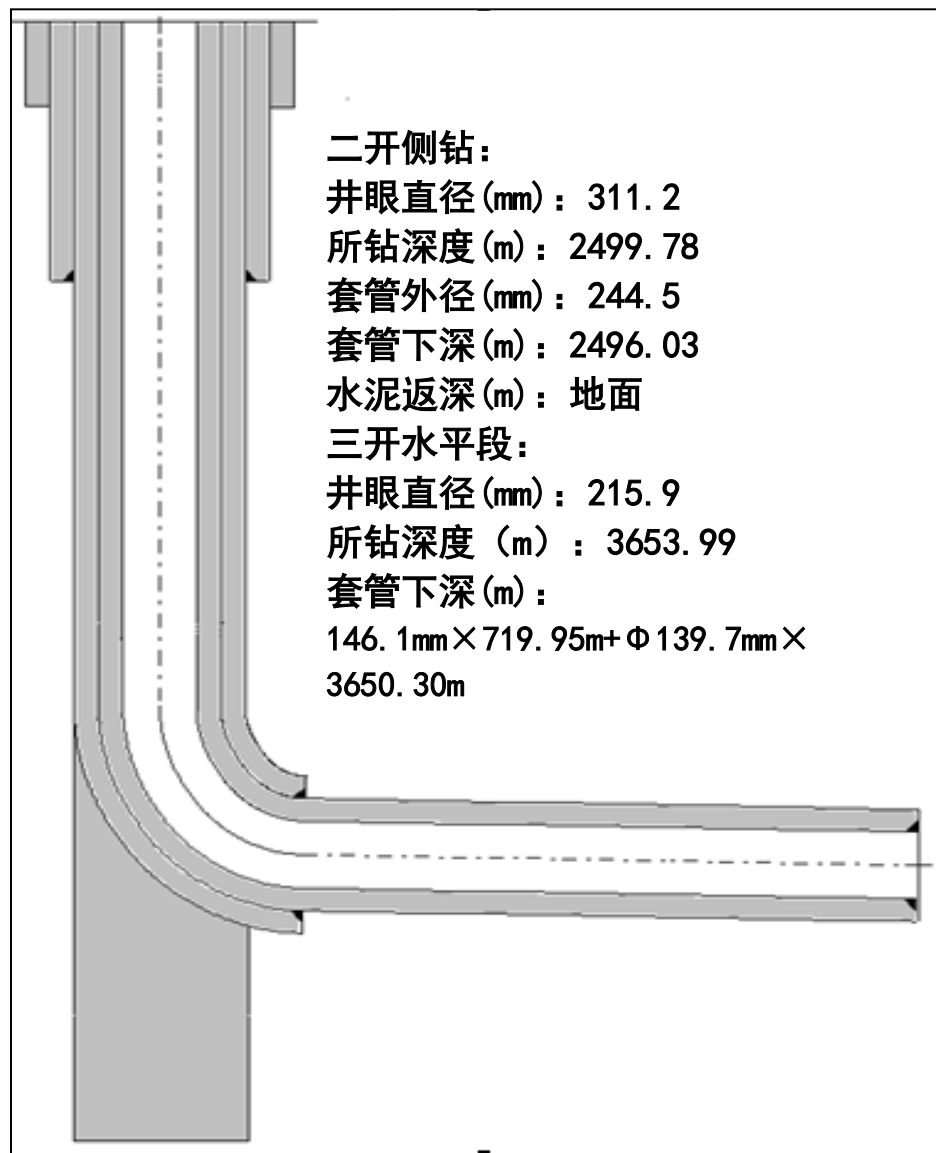 二开侧钻：
井眼直径(mm)：311.2
所钻深度(m)：2499.78
套管外径(mm)：244.5
套管下深(m)：2496.03
水泥返深(m)：地面
三开水平段：
井眼直径(mm)：215.9
所钻深度（m）：3653.99
套管下深(m)：
146.1mm×719.95m+Φ139.7mm×
3650.30m